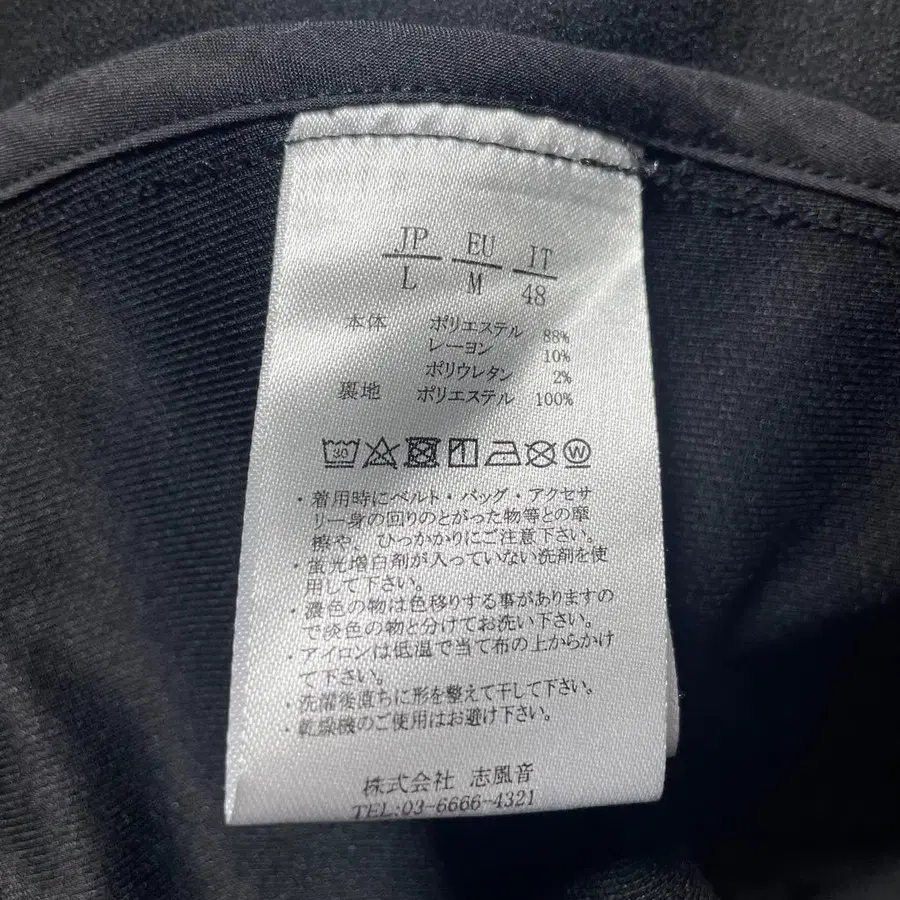 JP EU IT
L M 48
本体 ポリエステル 88%
レーヨン 10%
ポリウレタン 2%
裏地 ポリエステル 100%
30 W
・着用時にベルト・バッグ・アクセサ
リー身の回りのとがった物等との摩
擦や、 ひっかかりにご注意下さい。
・蛍光増白剤が入っていない洗剤を使
用して下さい。
・濃色の物は色移りする事がありますの
で淡色の物と分けてお洗い下さい。
・アイロンは低温で当て布の上からかけ
て下さい。
・洗濯後直ちに形を整えて干して下さい。
・乾燥機のご使用はお避け下さい。
株式会社 志風音
TEL:03-6666-4321